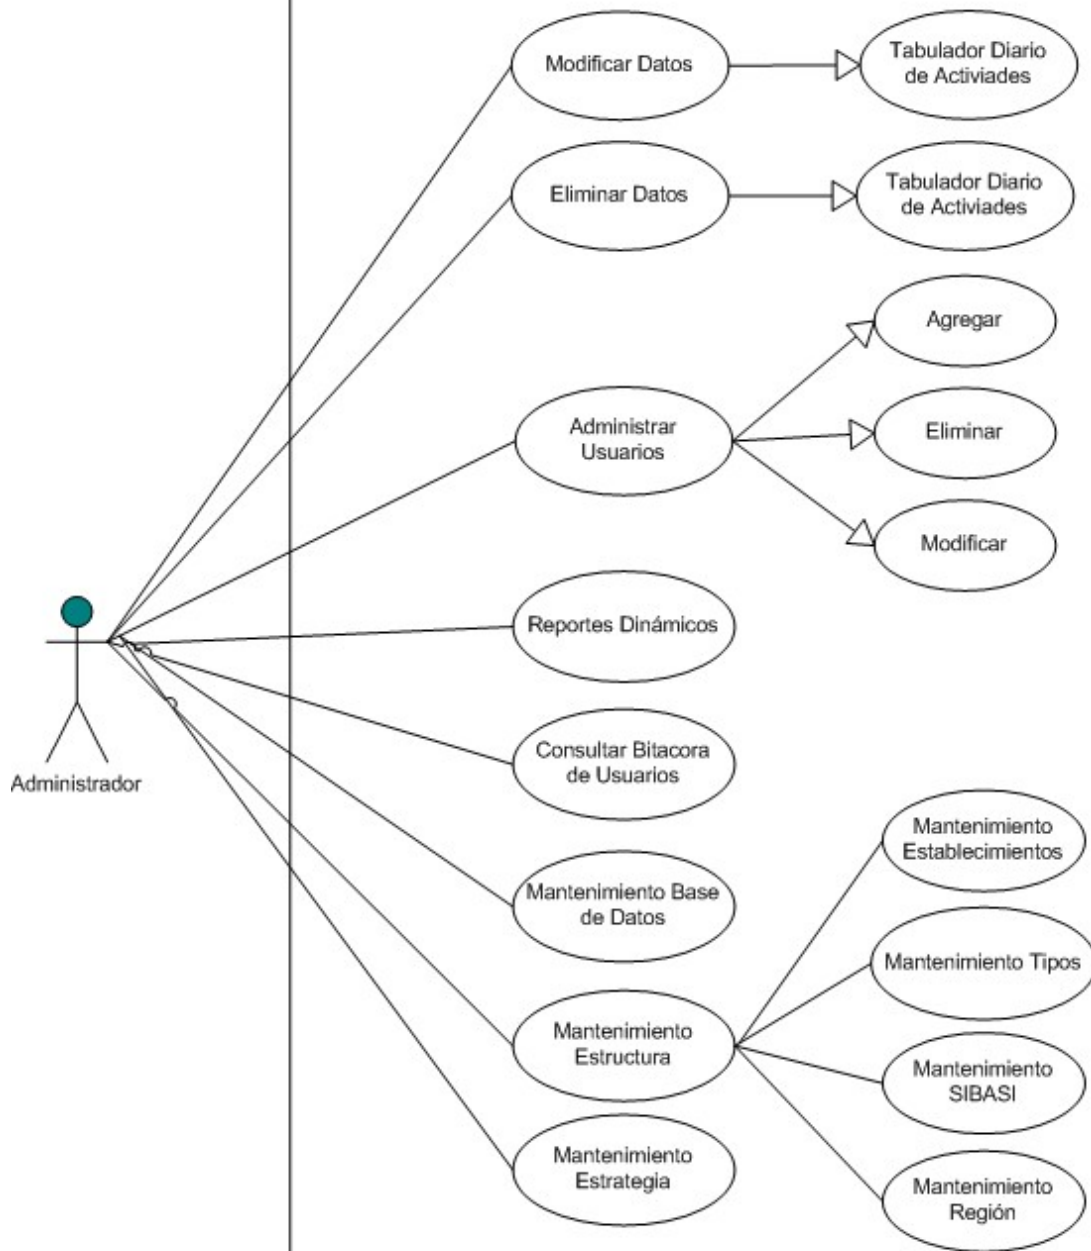 Modificar Datos
Tabulador Diario
de Activiades
Eliminar Datos
Tabulador Diario
de Activiades
Agregar
Administrar
Usuarios
Eliminar
Modificar
Reportes Dinámicos
Consultar Bitacora
de Usuarios
Administrador
Mantenimiento
Establecimientos
Mantenimiento Base
de Datos
Mantenimiento Tipos
Mantenimiento
Estructura
Mantenimiento
SIBASI
Mantenimiento
Estrategia
Mantenimiento
Región